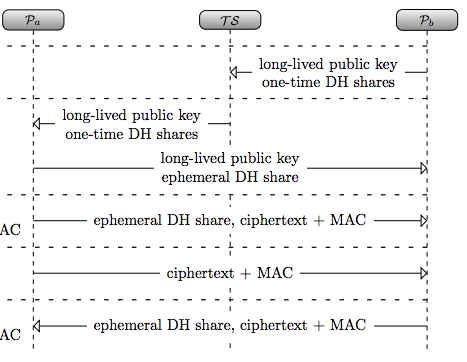 𝒫a
𝒯𝒮
𝒫b
long-lived public key
one-time DH shares
long-lived public key
one-time DH shares
long-lived public key
ephemeral DH share
ephemeral DH share, ciphertext + MAC
AC
ciphertext + MAC
ephemeral DH share, ciphertext + MAC
AC